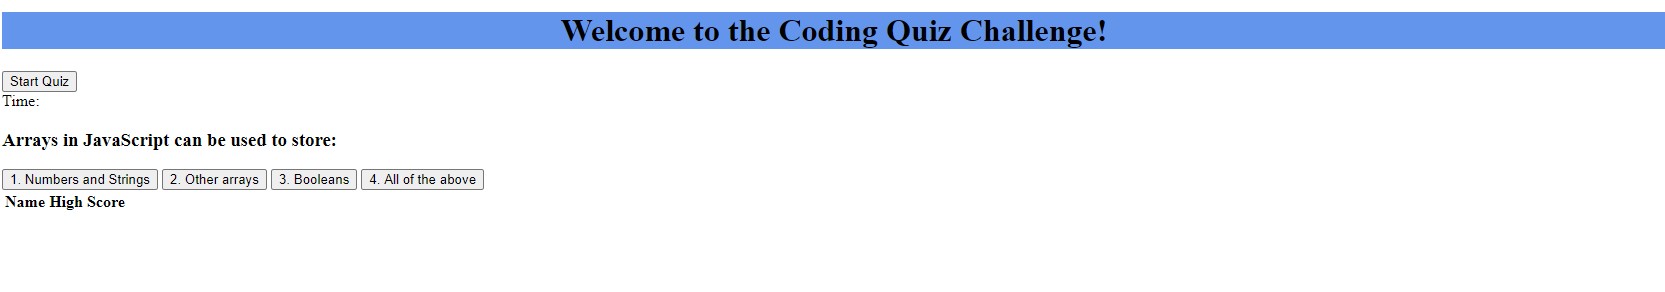 Welcome to the Coding Quiz Challenge!
Start Quiz
Time:
Arrays in JavaScript can be used to store:
1. Numbers and Strings 2. Other arrays 3. Booleans 4. All of the above
Name High Score